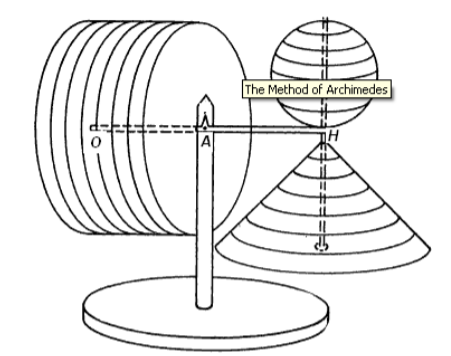 The Method of Archimedes
O A H